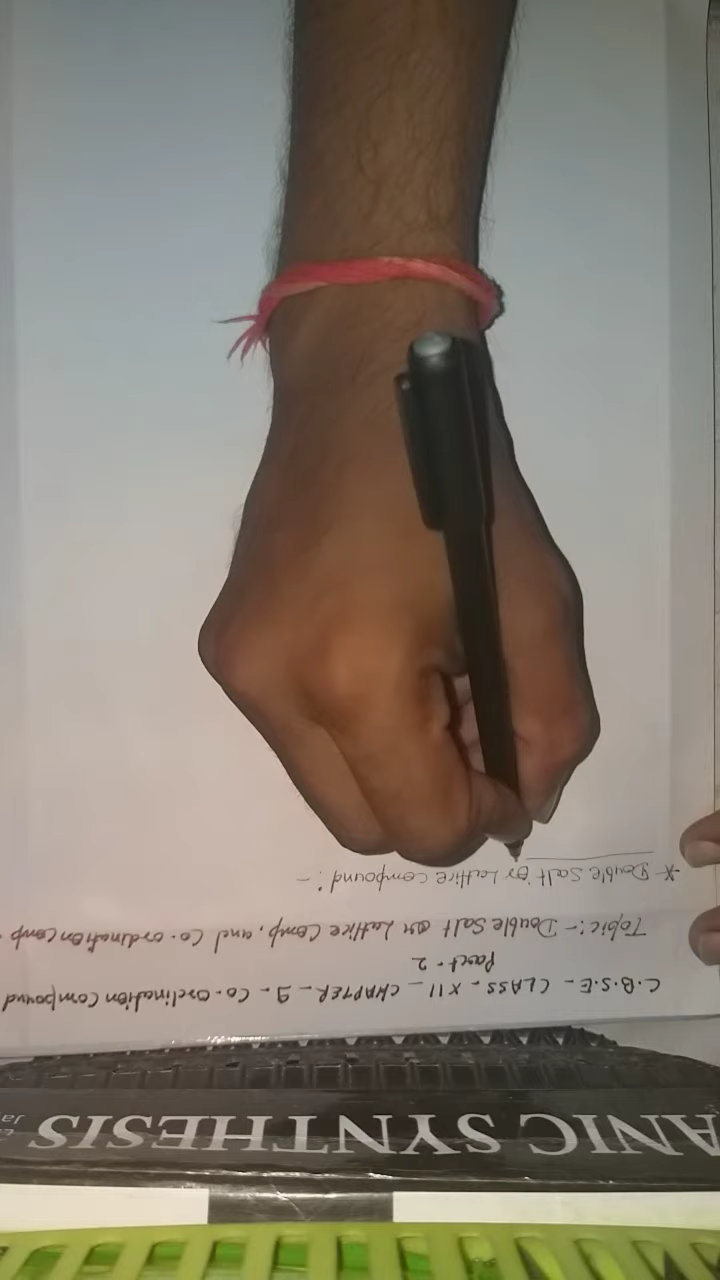 C.B.S.E - CLASS - XII - CHAPTER - 9 - Co-ordination Compound
Part-2
Topic:- Double Salt or Lattice Comp, and Co-ordination Comp
* Double Salt or Lattice Compound :-
ANIC SYNTHESIS